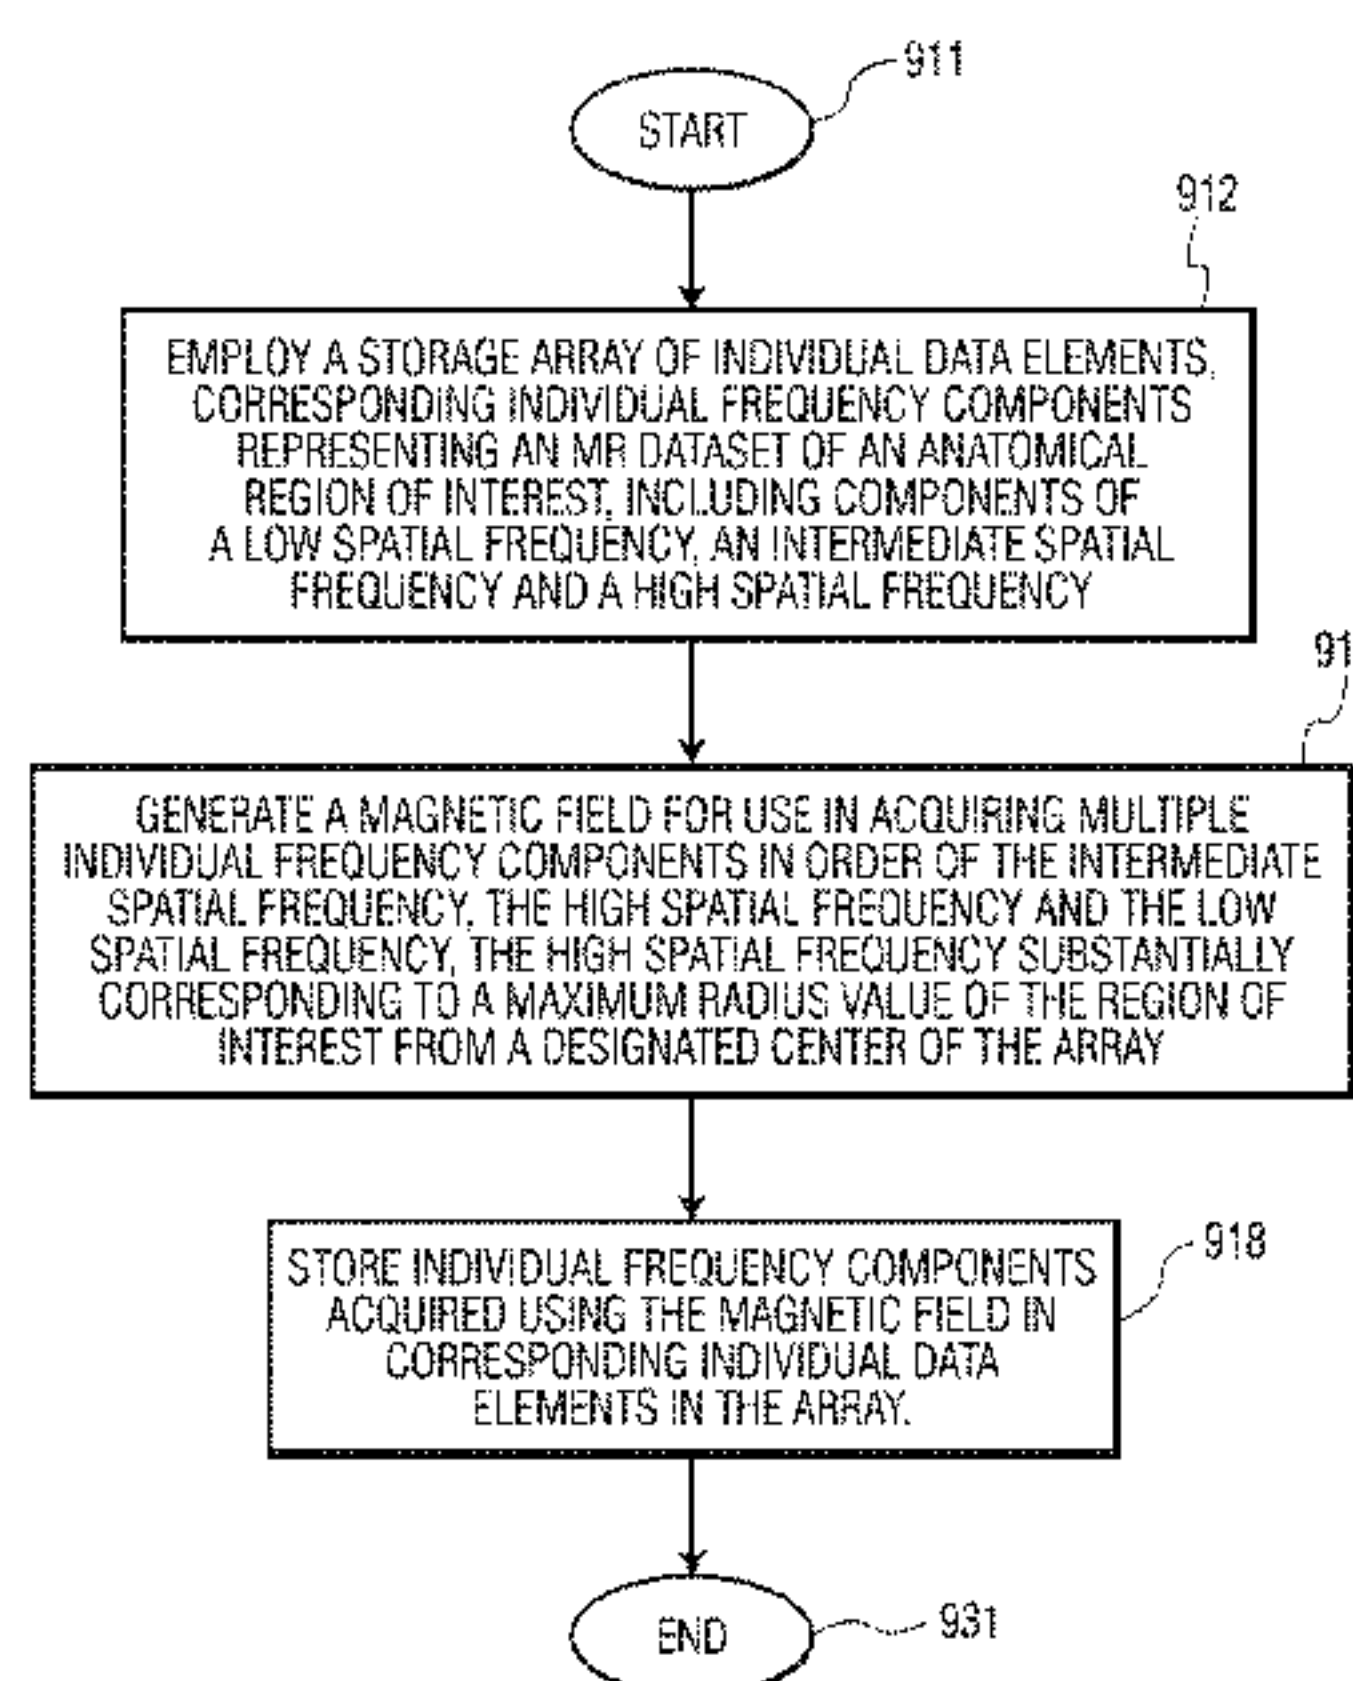 911
START
912
EMPLOY A STORAGE ARRAY OF INDIVIDUAL DATA ELEMENTS,
CORRESPONDING INDIVIDUAL FREQUENCY COMPONENTS
REPRESENTING AN MR DATASET OF AN ANATOMICAL
REGION OF INTEREST, INCLUDING COMPONENTS OF
A LOW SPATIAL FREQUENCY, AN INTERMEDIATE SPATIAL
FREQUENCY AND A HIGH SPATIAL FREQUENCY
91
GENERATE A MAGNETIC FIELD FOR USE IN ACQUIRING MULTIPLE
INDIVIDUAL FREQUENCY COMPONENTS IN ORDER OF THE INTERMEDIATE
SPATIAL FREQUENCY, THE HIGH SPATIAL FREQUENCY AND THE LOW
SPATIAL FREQUENCY, THE HIGH SPATIAL FREQUENCY SUBSTANTIALLY
CORRESPONDING TO A MAXIMUM RADIUS VALUE OF THE REGION OF
INTEREST FROM A DESIGNATED CENTER OF THE ARRAY
918
STORE INDIVIDUAL FREQUENCY COMPONENTS
ACQUIRED USING THE MAGNETIC FIELD IN
CORRESPONDING INDIVIDUAL DATA
ELEMENTS IN THE ARRAY.
END
931